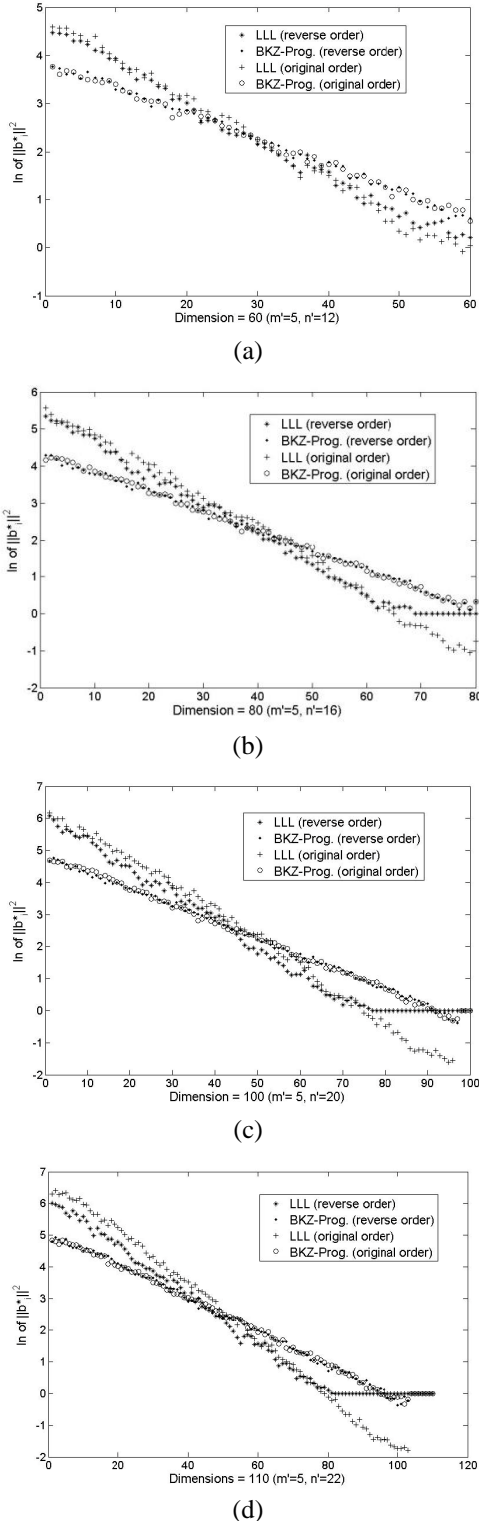 5
4
3
2
1
0
1
0
10
20
30
40
50
60
ln of ||b*i||2
LLL (reverse order)
BKZ-Prog. (reverse order)
LLL (original order)
BKZ-Prog. (original order)
Dimension = 60 (m'=5, n'=12)
(a)
6
5
4
3
2
1
0
-1
-2
0
10
20
30
40
50
60
70
80
ln of ||b*i||2
LLL (reverse order)
BKZ-Prog. (reverse order)
LLL (original order)
BKZ-Prog. (original order)
Dimension = 80 (m'=5, n'=16)
(b)
7
6
5
4
3
2
1
0
-1
-2
0
10
20
30
40
50
60
70
80
90
100
ln of ||b*i||2
LLL (reverse order)
BKZ-Prog. (reverse order)
LLL (original order)
BKZ-Prog. (original order)
Dimension = 100 (m'= 5, n'=20)
(c)
7
6
5
4
3
2
1
0
-1
-2
0
20
40
60
80
100
120
ln of ||b*i||2
LLL (reverse order)
BKZ-Prog. (reverse order)
LLL (original order)
BKZ-Prog. (original order)
Dimensions = 110 (m'=5, n'=22)
(d)